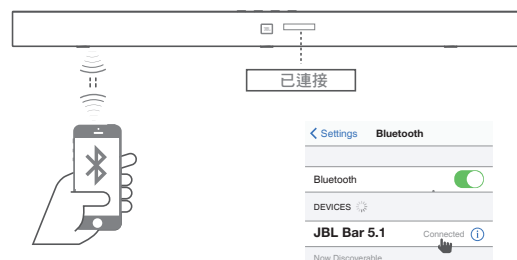 已連接
Settings Bluetooth
Bluetooth
DEVICES
JBL Bar 5.1 Connected
Now Discoverable